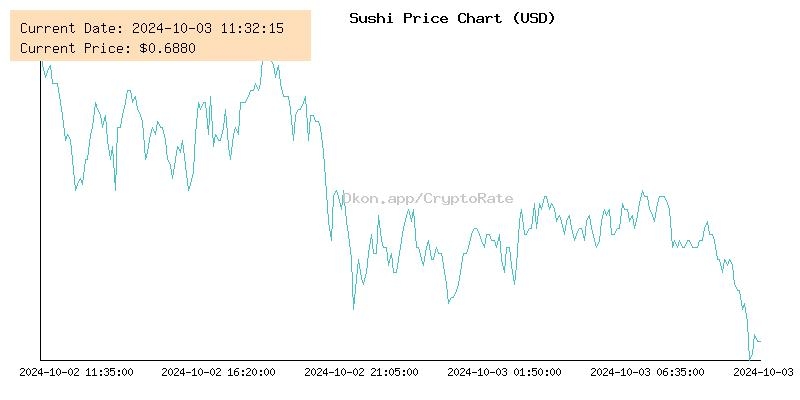 Sushi Price Chart (USD)
Current Date: 2024-10-03 11:32:15
Current Price: $0.6880
Dkon.app/CryptoRate
2024-10-02 11:35:00 2024-10-02 16:20:00 2024-10-02 21:05:00 2024-10-03 01:50:00 2024-10-03 06:35:00 2024-10-03